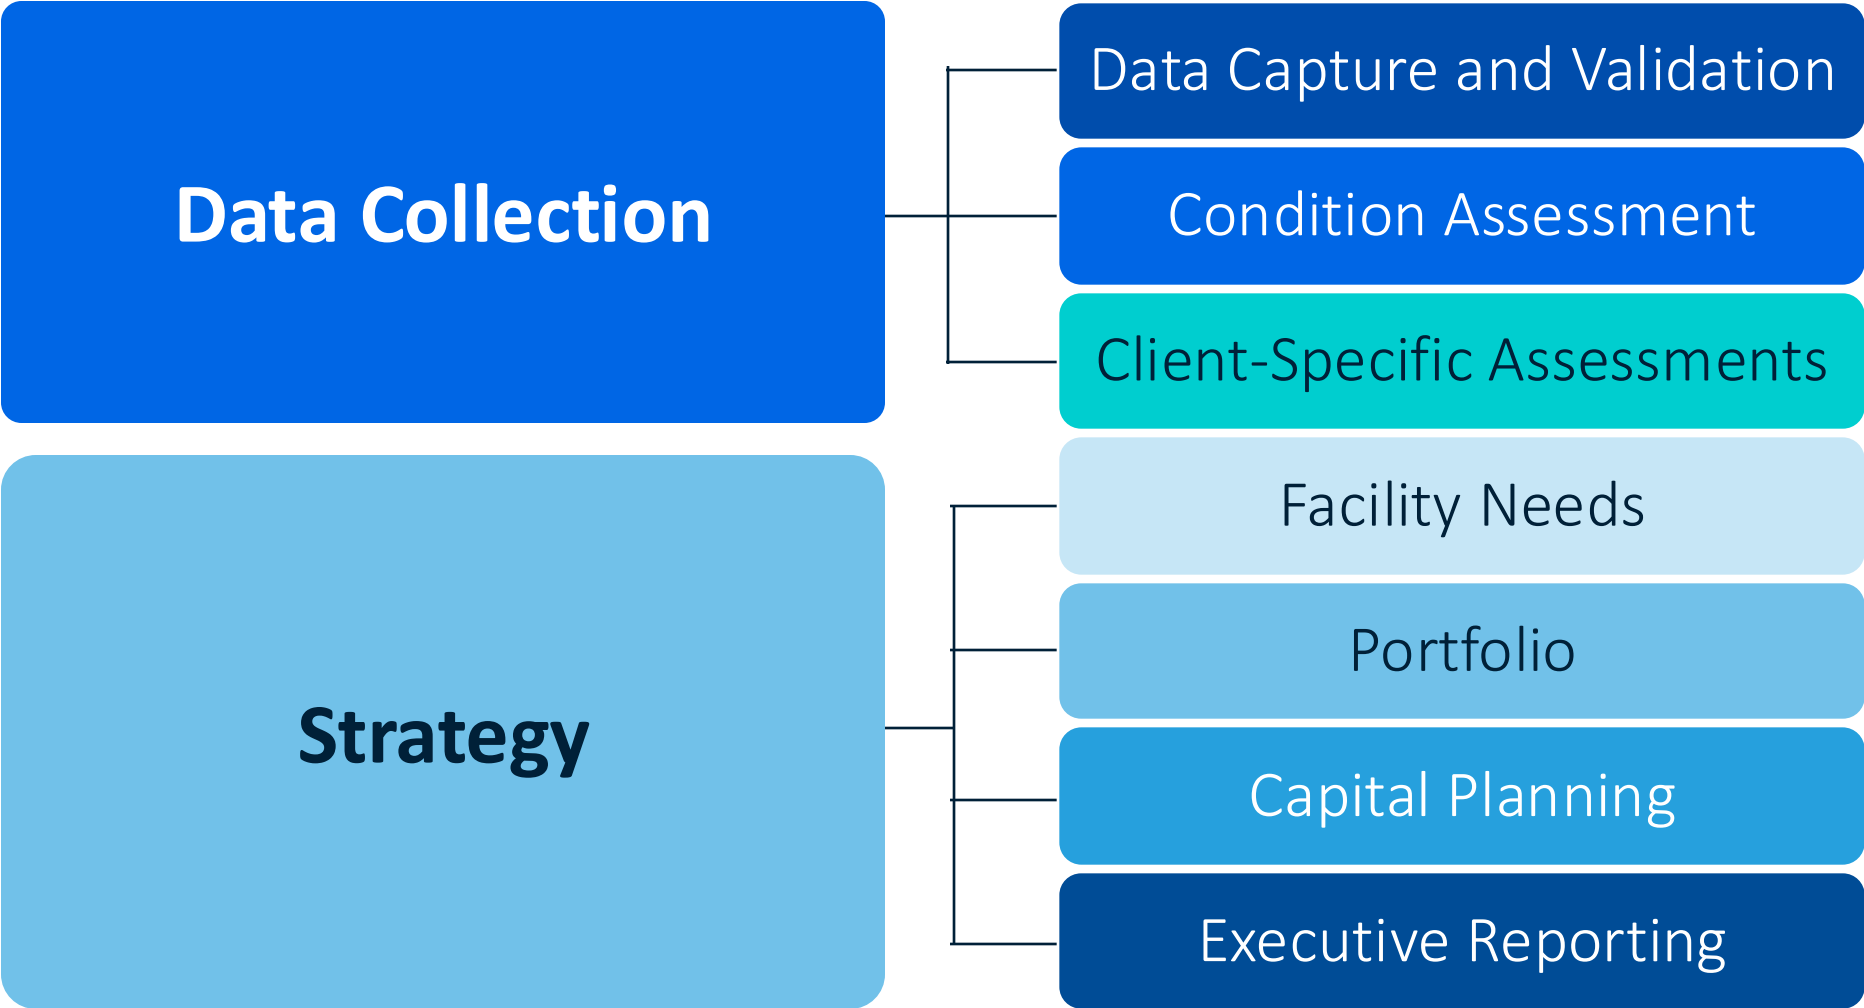 Data Collection
Data Capture and Validation
Condition Assessment
Client-Specific Assessments
Strategy
Facility Needs
Portfolio
Capital Planning
Executive Reporting